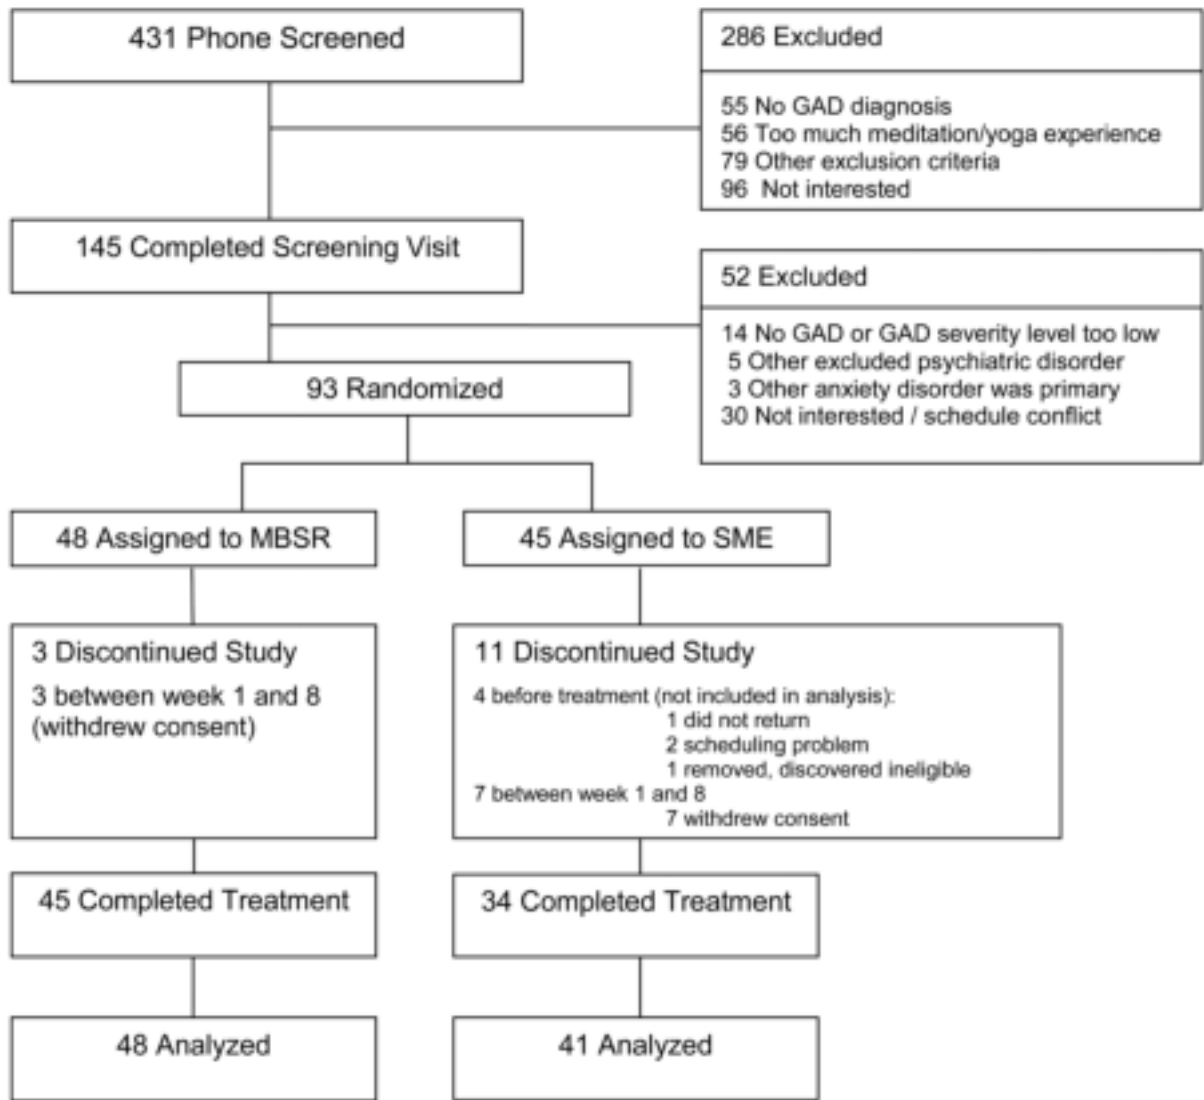 431 Phone Screened
286 Excluded
55 No GAD diagnosis
56 Too much meditation/yoga experience
79 Other exclusion criteria
96 Not interested
145 Completed Screening Visit
52 Excluded
14 No GAD or GAD severity level too low
5 Other excluded psychiatric disorder
3 Other anxiety disorder was primary
30 Not interested / schedule conflict
93 Randomized
48 Assigned to MBSR
45 Assigned to SME
3 Discontinued Study
3 between week 1 and 8
(withdrew consent)
11 Discontinued Study
4 before treatment (not included in analysis):
1 did not return
2 scheduling problem
1 removed, discovered ineligible
7 between week 1 and 8
7 withdrew consent
45 Completed Treatment
34 Completed Treatment
48 Analyzed
41 Analyzed